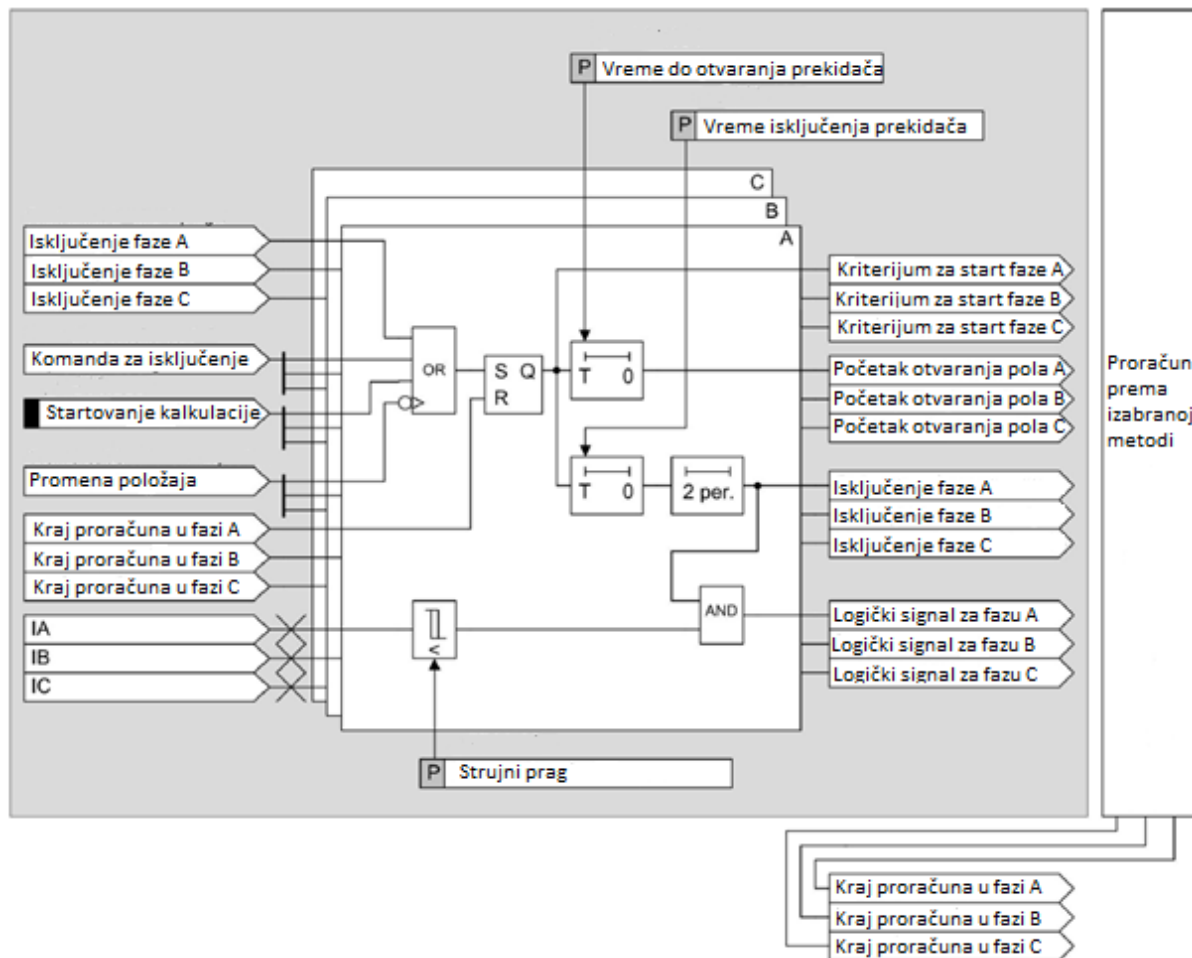 P Vreme do otvaranja prekidača
P Vreme isključenja prekidača
C
B
A
Isključenje faze A
Isključenje faze B
Isključenje faze C
Komanda za isključenje
Startovanje kalkulacije
Promena položaja
Kraj proračuna u fazi A
Kraj proračuna u fazi B
Kraj proračuna u fazi C
IA
IB
IC
OR
S Q
R
T 0
T 0
2 per.
AND
<
P Strujni prag
Kriterijum za start faze A
Kriterijum za start faze B
Kriterijum za start faze C
Početak otvaranja pola A
Početak otvaranja pola B
Početak otvaranja pola C
Isključenje faze A
Isključenje faze B
Isključenje faze C
Logički signal za fazu A
Logički signal za fazu B
Logički signal za fazu C
Proračun
prema
izabranoj
metodi
Kraj proračuna u fazi A
Kraj proračuna u fazi B
Kraj proračuna u fazi C